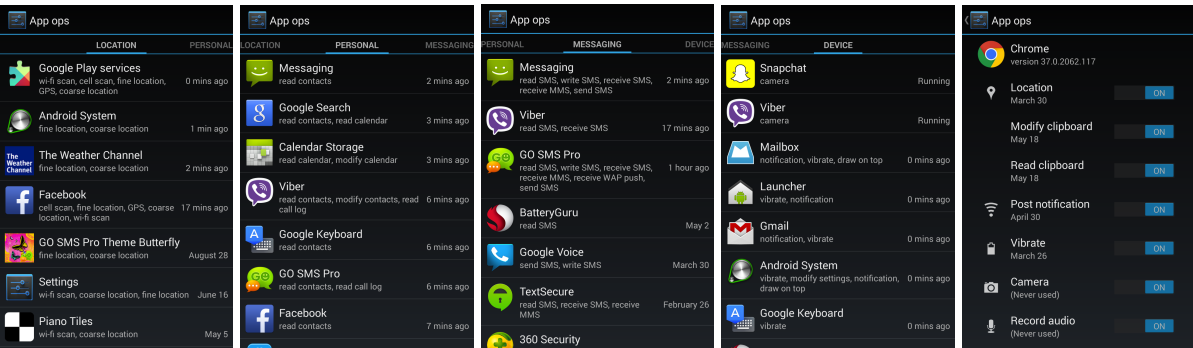 App ops
LOCATION
PERSONAL
Google Play services
wi-fi scan, cell scan, fine location,
GPS, coarse location
0 mins ago
Android System
fine location, coarse location
1 min ago
The
Weather
Channel
The Weather Channel
fine location, coarse location
2 mins ago
Facebook
cell scan, fine location, GPS, coarse
location, wi-fi scan
17 mins ago
GO SMS Pro Theme Butterfly
fine location, coarse location
August 28
Settings
wi-fi scan, coarse location, fine location
June 16
Piano Tiles
wi-fi scan, coarse location
May 5
App ops
LOCATION
PERSONAL
MESSAGING
Messaging
read contacts
2 mins ago
Google Search
read contacts, read calendar
3 mins ago
Calendar Storage
read calendar, modify calendar
3 mins ago
Viber
read contacts, modify contacts, read
call log
6 mins ago
Google Keyboard
read contacts
6 mins ago
GO SMS Pro
read contacts, read call log
6 mins ago
Facebook
read contacts
7 mins ago
App ops
PERSONAL
MESSAGING
DEVICE
Messaging
read SMS, write SMS, receive SMS,
receive MMS, send SMS
2 mins ago
Viber
read SMS, receive SMS
17 mins ago
GO SMS Pro
read SMS, write SMS, receive SMS,
receive MMS, receive WAP push,
send SMS
1 hour ago
BatteryGuru
read SMS
May 2
Google Voice
send SMS, write SMS
March 30
TextSecure
read SMS, receive SMS, receive
MMS
February 26
360 Security
App ops
MESSAGING
DEVICE
Snapchat
camera
Running
Viber
camera
Running
Mailbox
notification, vibrate, draw on top
0 mins ago
Launcher
vibrate, notification
0 mins ago
Gmail
notification, vibrate
0 mins ago
Android System
vibrate, modify settings, notification,
draw on top
0 mins ago
Google Keyboard
vibrate
0 mins ago
App ops
Chrome
version 37.0.2062.117
Location
March 30
ON
Modify clipboard
May 18
ON
Read clipboard
May 18
ON
Post notification
April 30
ON
Vibrate
March 26
ON
Camera
(Never used)
ON
Record audio
(Never used)
ON